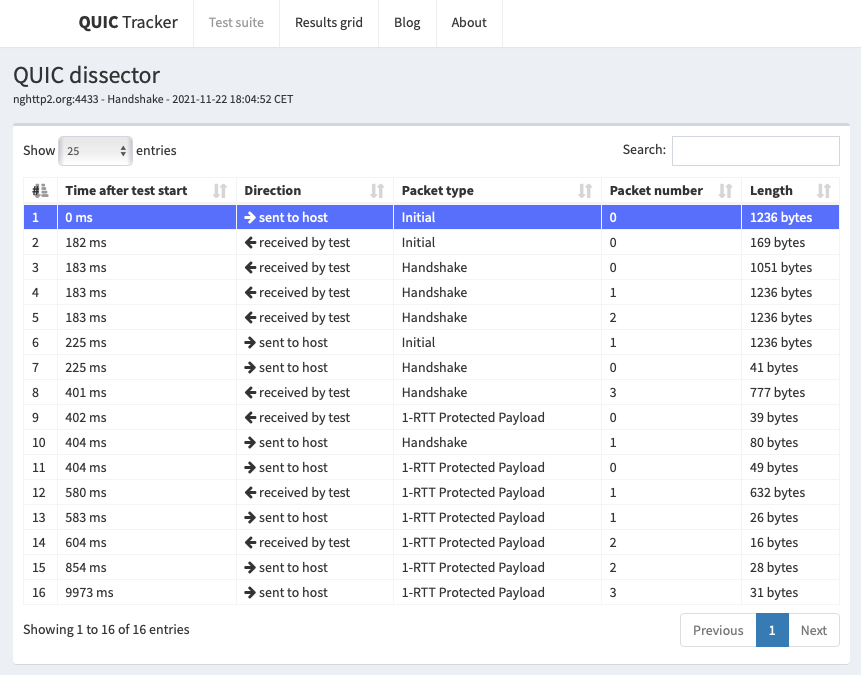 QUIC Tracker Test suite Results grid Blog About
QUIC dissector
nghttp2.org:4433 - Handshake - 2021-11-22 18:04:52 CET
Show 25 entries Search:
# Time after test start Direction Packet type Packet number Length
1 0 ms → sent to host Initial 0 1236 bytes
2 182 ms ← received by test Initial 0 169 bytes
3 183 ms ← received by test Handshake 0 1051 bytes
4 183 ms ← received by test Handshake 1 1236 bytes
5 183 ms ← received by test Handshake 2 1236 bytes
6 225 ms → sent to host Initial 1 1236 bytes
7 225 ms → sent to host Handshake 0 41 bytes
8 401 ms ← received by test Handshake 3 777 bytes
9 402 ms ← received by test 1-RTT Protected Payload 0 39 bytes
10 404 ms → sent to host Handshake 1 80 bytes
11 404 ms → sent to host 1-RTT Protected Payload 0 49 bytes
12 580 ms ← received by test 1-RTT Protected Payload 1 632 bytes
13 583 ms → sent to host 1-RTT Protected Payload 1 26 bytes
14 604 ms ← received by test 1-RTT Protected Payload 2 16 bytes
15 854 ms → sent to host 1-RTT Protected Payload 2 28 bytes
16 9973 ms → sent to host 1-RTT Protected Payload 3 31 bytes
Showing 1 to 16 of 16 entries Previous 1 Next